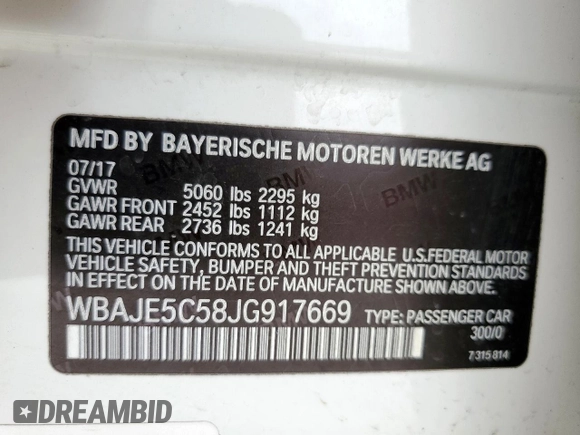 MFD BY BAYERISCHE MOTOREN WERKE AG
07/17
GVWR 5060 lbs 2295 kg
GAWR FRONT 2452 lbs 1112 kg
GAWR REAR 2736 lbs 1241 kg
THIS VEHICLE CONFORMS TO ALL APPLICABLE U.S.FEDERAL MOTOR
VEHICLE SAFETY, BUMPER AND THEFT PREVENTION STANDARDS
IN EFFECT ON THE DATE OF MANUFACTURE SHOWN ABOVE.
WBAJE5C58JG917669 TYPE: PASSENGER CAR
300/0
7 315 814
DREAMBID